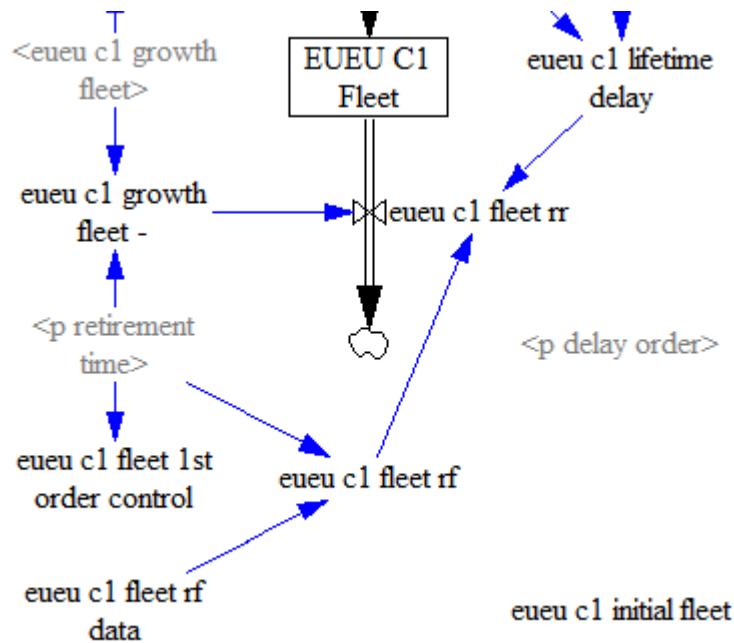 <eueu c1 growth
fleet>
EUEU C1
Fleet
eueu c1 lifetime
delay
eueu c1 growth
fleet -
eueu c1 fleet rr
<p retirement
time>
<p delay order>
eueu c1 fleet 1st
order control
eueu c1 fleet rf
eueu c1 fleet rf
data
eueu c1 initial fleet